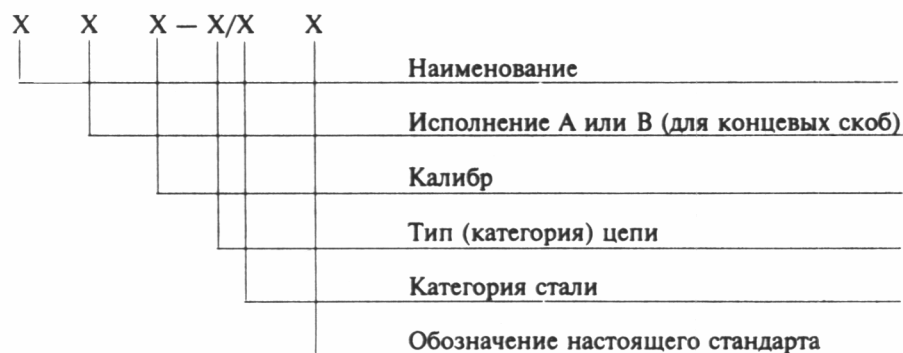 X X X — X/X X
Наименование
Исполнение А или В (для концевых скоб)
Калибр
Тип (категория) цепи
Категория стали
Обозначение настоящего стандарта